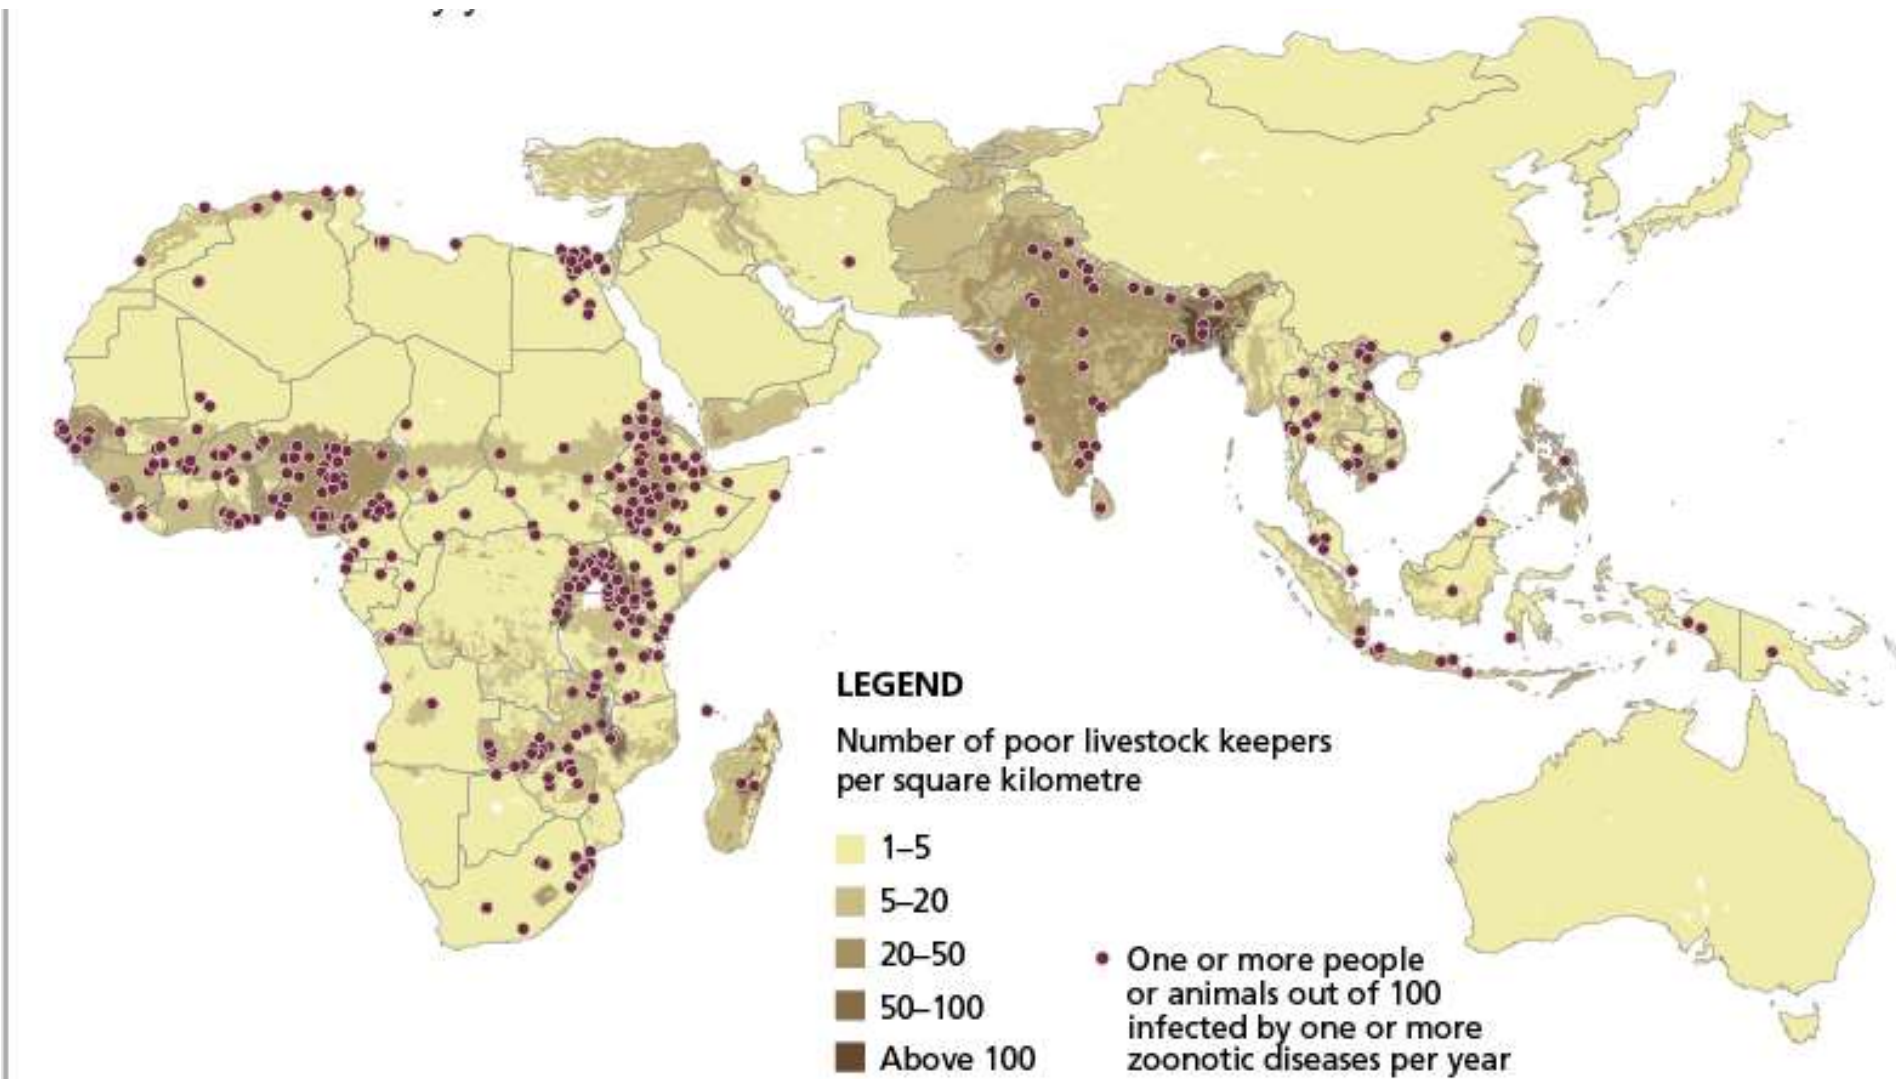 LEGEND
Number of poor livestock keepers
per square kilometre
1–5
5–20
20–50
50–100
Above 100
One or more people
or animals out of 100
infected by one or more
zoonotic diseases per year